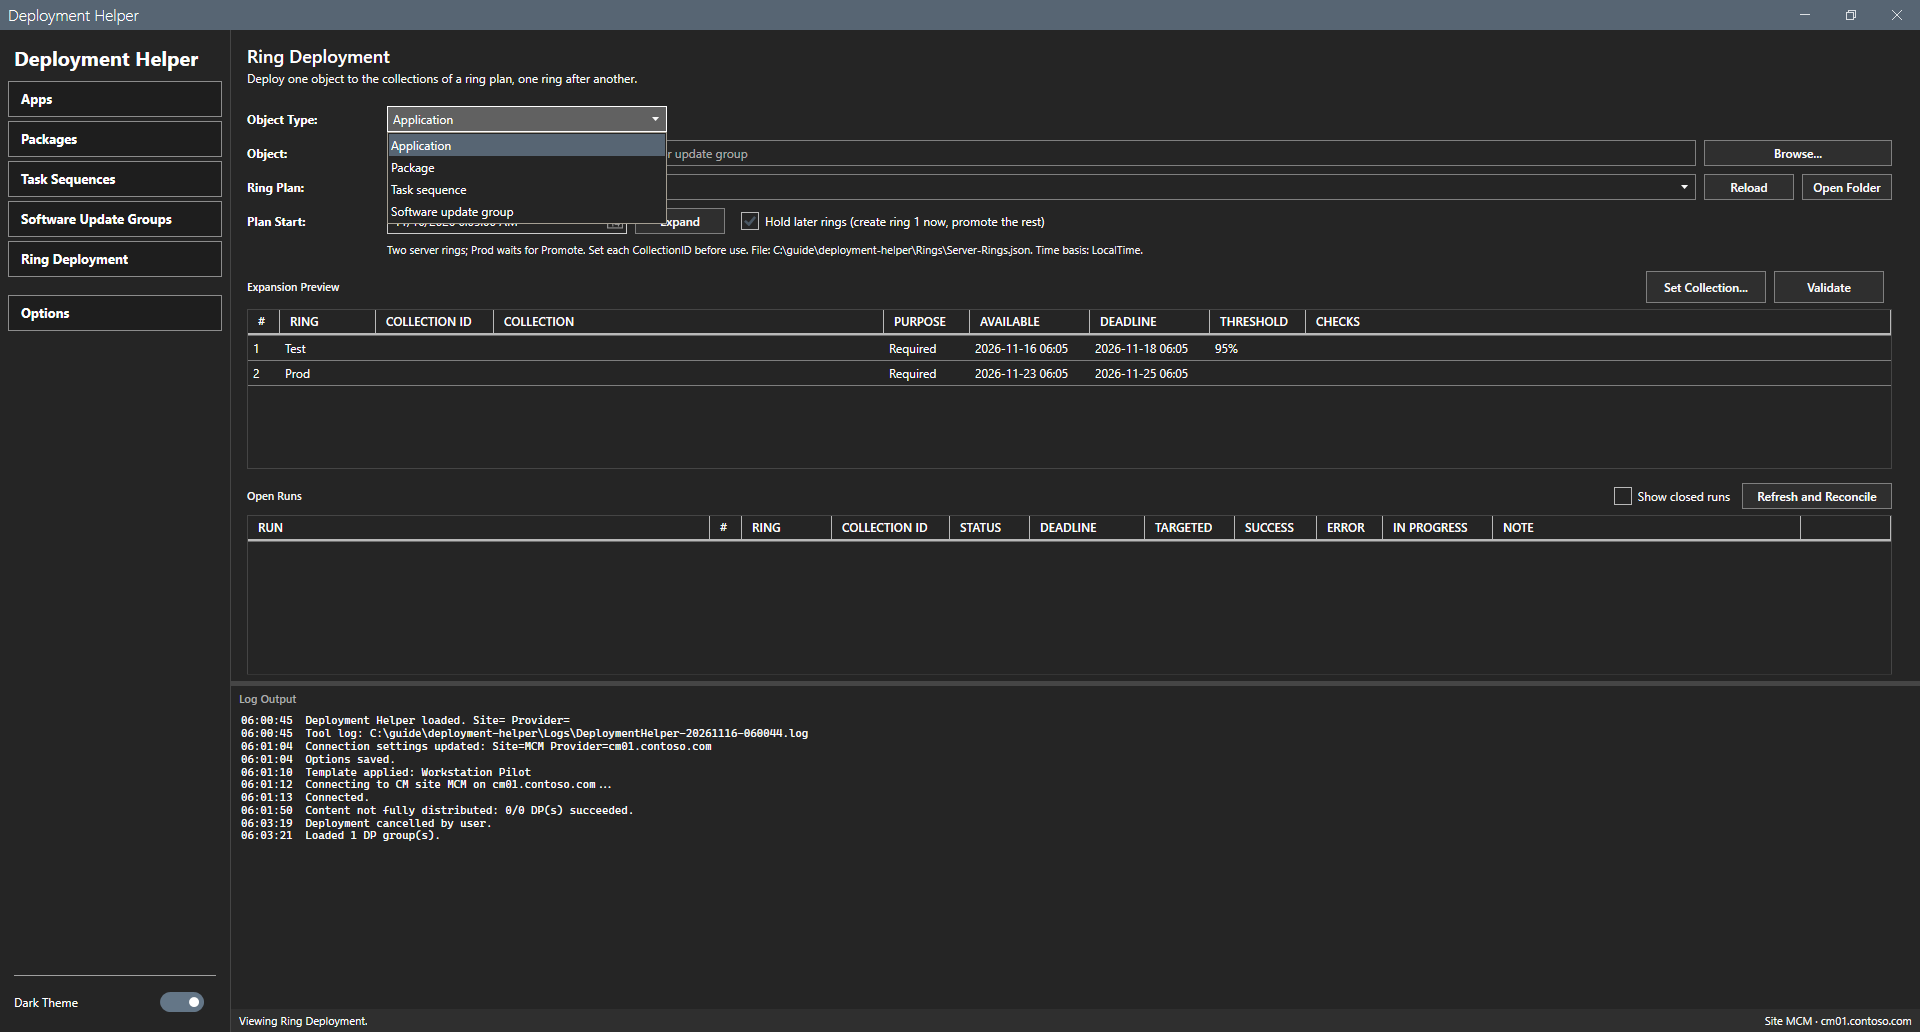 Deployment Helper
Deployment Helper
Apps
Packages
Task Sequences
Software Update Groups
Ring Deployment
Options
Dark Theme
Ring Deployment
Deploy one object to the collections of a ring plan, one ring after another.
Object Type:
Application
Application
Package
Task sequence
Software update group
Object:
r update group
Browse...
Ring Plan:
Reload
Open Folder
Plan Start:
Expand
Hold later rings (create ring 1 now, promote the rest)
Two server rings; Prod waits for Promote. Set each CollectionID before use. File: C:\guide\deployment-helper\Rings\Server-Rings.json. Time basis: LocalTime.
Expansion Preview
Set Collection...
Validate
# RING COLLECTION ID COLLECTION PURPOSE AVAILABLE DEADLINE THRESHOLD CHECKS
1 Test Required 2026-11-16 06:05 2026-11-18 06:05 95%
2 Prod Required 2026-11-23 06:05 2026-11-25 06:05
Open Runs
Show closed runs
Refresh and Reconcile
RUN # RING COLLECTION ID STATUS DEADLINE TARGETED SUCCESS ERROR IN PROGRESS NOTE
Log Output
06:00:45 Deployment Helper loaded. Site= Provider=
06:00:45 Tool log: C:\guide\deployment-helper\Logs\DeploymentHelper-20261116-060044.log
06:01:04 Connection settings updated: Site=MCM Provider=cm01.contoso.com
06:01:04 Options saved.
06:01:10 Template applied: Workstation Pilot
06:01:12 Connecting to CM site MCM on cm01.contoso.com...
06:01:13 Connected.
06:01:50 Content not fully distributed: 0/0 DP(s) succeeded.
06:03:19 Deployment cancelled by user.
06:03:21 Loaded 1 DP group(s).
Viewing Ring Deployment.
Site MCM · cm01.contoso.com